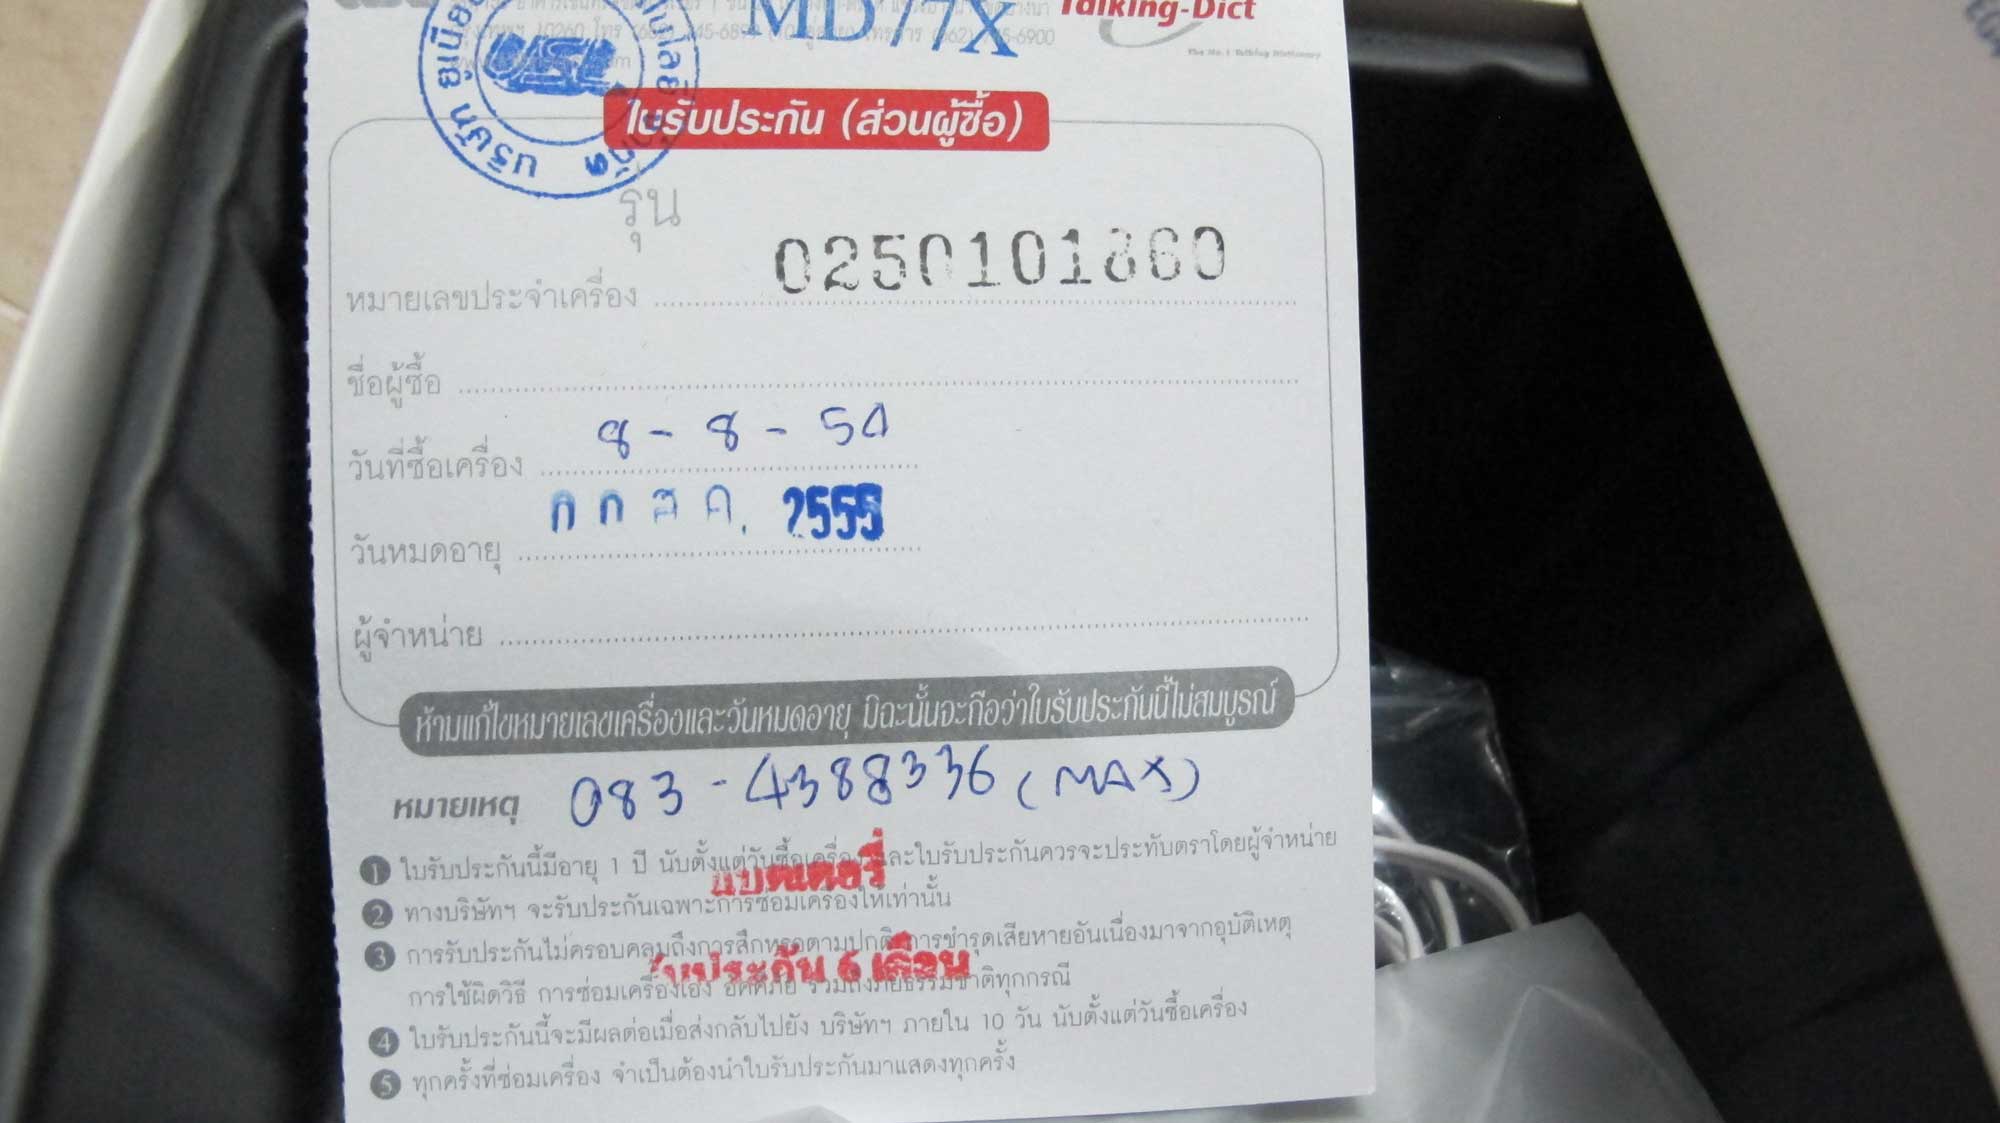 MD77X
Talking-Dict
The No.1 Talking Dictionary
กรุงเทพฯ 10260
ใบรับประกัน (ส่วนผู้ซื้อ)
รุ่น
หมายเลขประจำเครื่อง 0250101860
ชื่อผู้ซื้อ
วันที่ซื้อเครื่อง 8 - 8 - 54
วันหมดอายุ ส ค. 2555
ผู้จำหน่าย
ห้ามแก้ไขหมายเลขเครื่องและวันหมดอายุ มิฉะนั้นจะถือว่าใบรับประกันนี้ไม่สมบูรณ์
หมายเหตุ 083-4388336 (MAX)
1 ใบรับประกันนี้มีอายุ 1 ปี นับตั้งแต่วันซื้อเครื่อง และใบรับประกันควรจะประทับตราโดยผู้จำหน่าย
แบตเตอรี่
2 ทางบริษัทฯ จะรับประกันเฉพาะการซ่อมเครื่องให้เท่านั้น
3 การรับประกันไม่ครอบคลุมถึงการสึกหรอตามปกติ การชำรุดเสียหายอันเนื่องมาจากอุบัติเหตุ
รับประกัน 6 เดือน
การใช้ผิดวิธี การซ่อมเครื่องเอง อัคคีภัย รวมถึงภัยธรรมชาติทุกกรณี
4 ใบรับประกันนี้จะมีผลต่อเมื่อส่งกลับไปยัง บริษัทฯ ภายใน 10 วัน นับตั้งแต่วันซื้อเครื่อง
5 ทุกครั้งที่ซ่อมเครื่อง จำเป็นต้องนำใบรับประกันมาแสดงทุกครั้ง